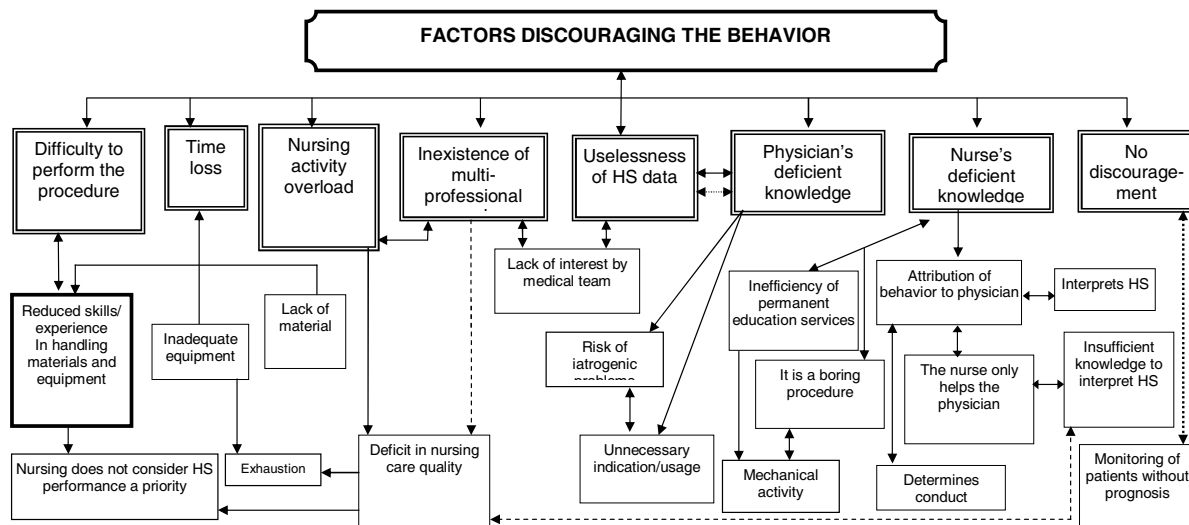 FACTORS DISCOURAGING THE BEHAVIOR
Difficulty to
perform the
procedure
Time
loss
Nursing
activity
overload
Inexistence of
multi-
professional
Uselessness
of HS data
Physician's
deficient
knowledge
Nurse's
deficient
knowledge
No
discourage-
ment
Lack of interest by
medical team
Inefficiency of
permanent
education services
Attribution of
behavior to physician
Interprets HS
Reduced skills/
experience
In handling
materials and
equipment
Inadequate
equipment
Lack of
material
Risk of
iatrogenic
problems
It is a boring
procedure
The nurse only
helps the
physician
Insufficient
knowledge to
interpret HS
Nursing does not consider HS
performance a priority
Exhaustion
Deficit in nursing
care quality
Unnecessary
indication/usage
Mechanical
activity
Determines
conduct
Monitoring of
patients without
prognosis